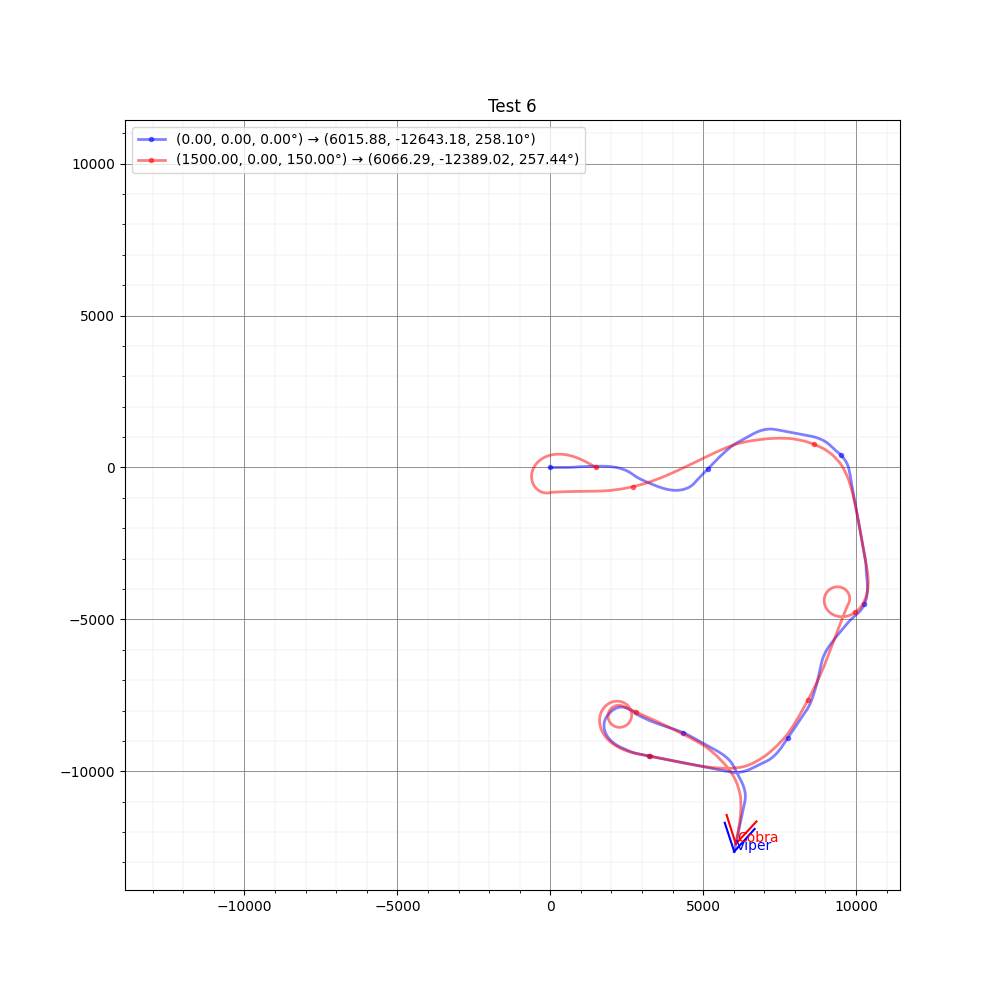 Test 6
(0.00, 0.00, 0.00°) → (6015.88, -12643.18, 258.10°)
(1500.00, 0.00, 150.00°) → (6066.29, -12389.02, 257.44°)
10000
5000
0
−5000
−10000
Cobra
Viper
−10000 −5000 0 5000 10000